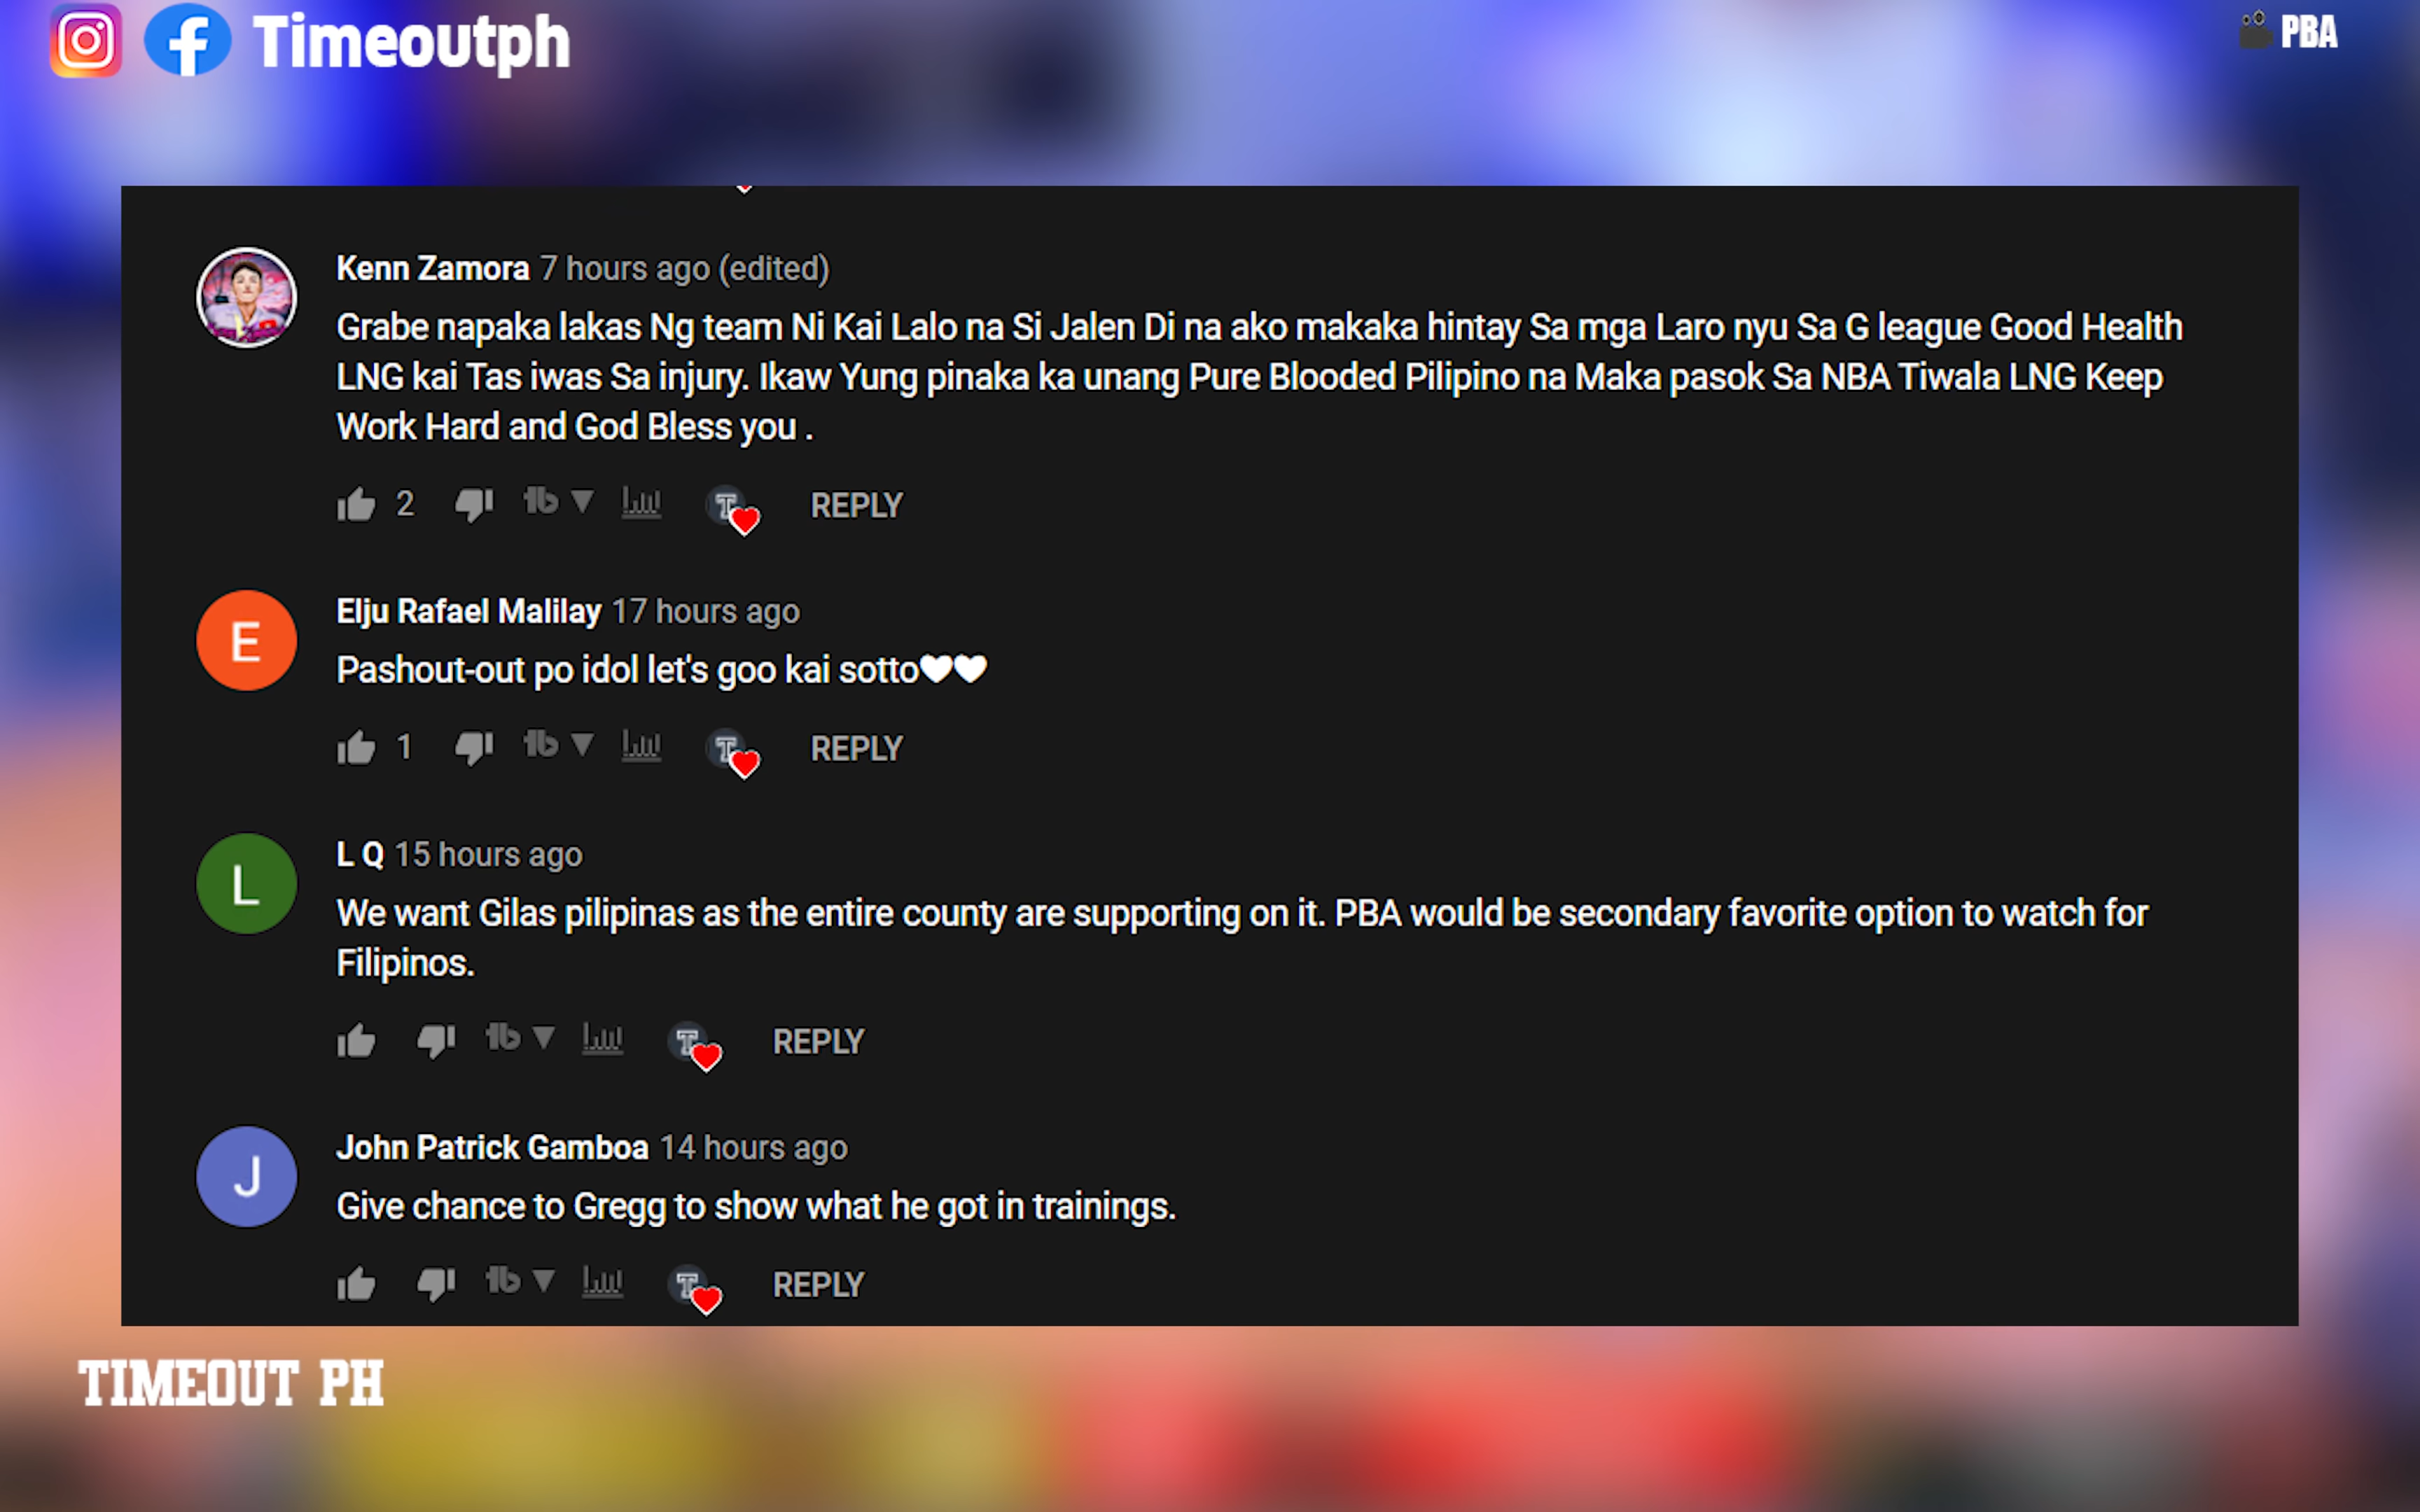 Timeoutph
PBA
Kenn Zamora 7 hours ago (edited)
Grabe napaka lakas Ng team Ni Kai Lalo na Si Jalen Di na ako makaka hintay Sa mga Laro nyu Sa G league Good Health
LNG kai Tas iwas Sa injury. Ikaw Yung pinaka ka unang Pure Blooded Pilipino na Maka pasok Sa NBA Tiwala LNG Keep
Work Hard and God Bless you .
2 REPLY
E
Elju Rafael Malilay 17 hours ago
Pashout-out po idol let's goo kai sotto🤍🤍
1 REPLY
L
L Q 15 hours ago
We want Gilas pilipinas as the entire county are supporting on it. PBA would be secondary favorite option to watch for
Filipinos.
REPLY
J
John Patrick Gamboa 14 hours ago
Give chance to Gregg to show what he got in trainings.
REPLY
TIMEOUT PH